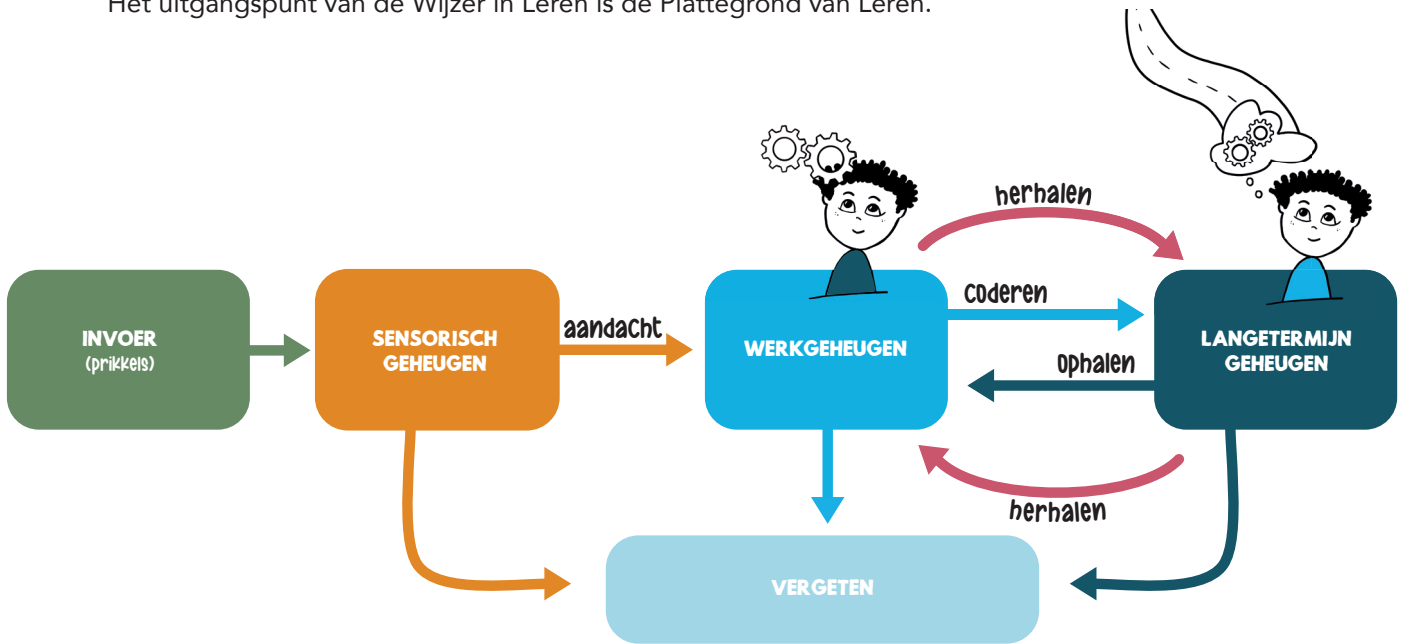 Het uitgangspunt van de Wijzer in Leren is de Plattegrond van Leren.
herhalen
INVOER
(prikkels)
SENSORISCH
GEHEUGEN
aandacht
WERKGEHEUGEN
coderen
ophalen
LANGETERMIJN
GEHEUGEN
herhalen
VERGETEN